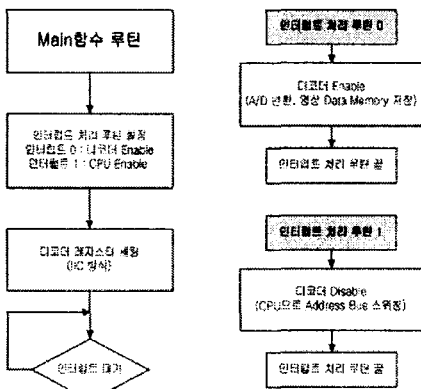 Main함수 루틴
인터럽트 처리 루틴 설정
인터럽트 0 : 디코더 Enable
인터럽트 1 : CPU Enable
디코더 레지스터 세팅
(IIC 방식)
인터럽트 대기
인터럽트 처리 루틴 0
디코더 Enable
(A/D 변환, 영상 Data Memory 저장)
인터럽트 처리 루틴 끝
인터럽트 처리 루틴 1
디코더 Disable
(CPU으로 Address Bus 스위칭)
인터럽트 처리 루틴 끝